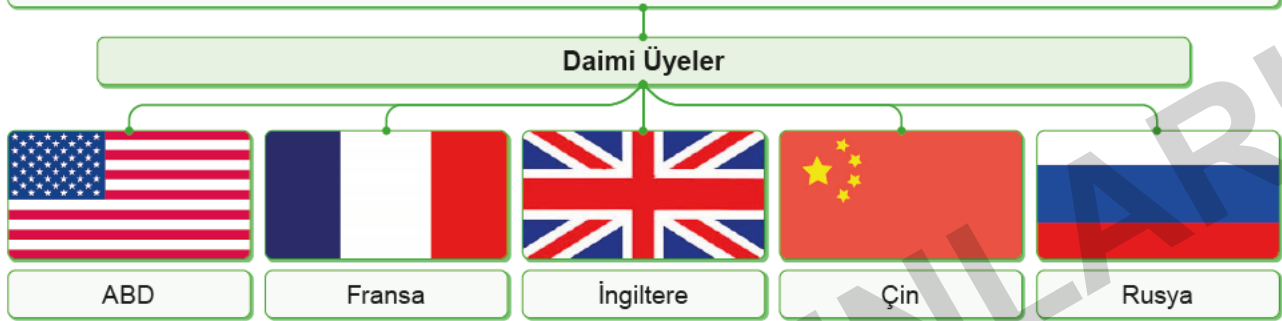 Daimi Üyeler
ABD
Fransa
İngiltere
Çin
Rusya